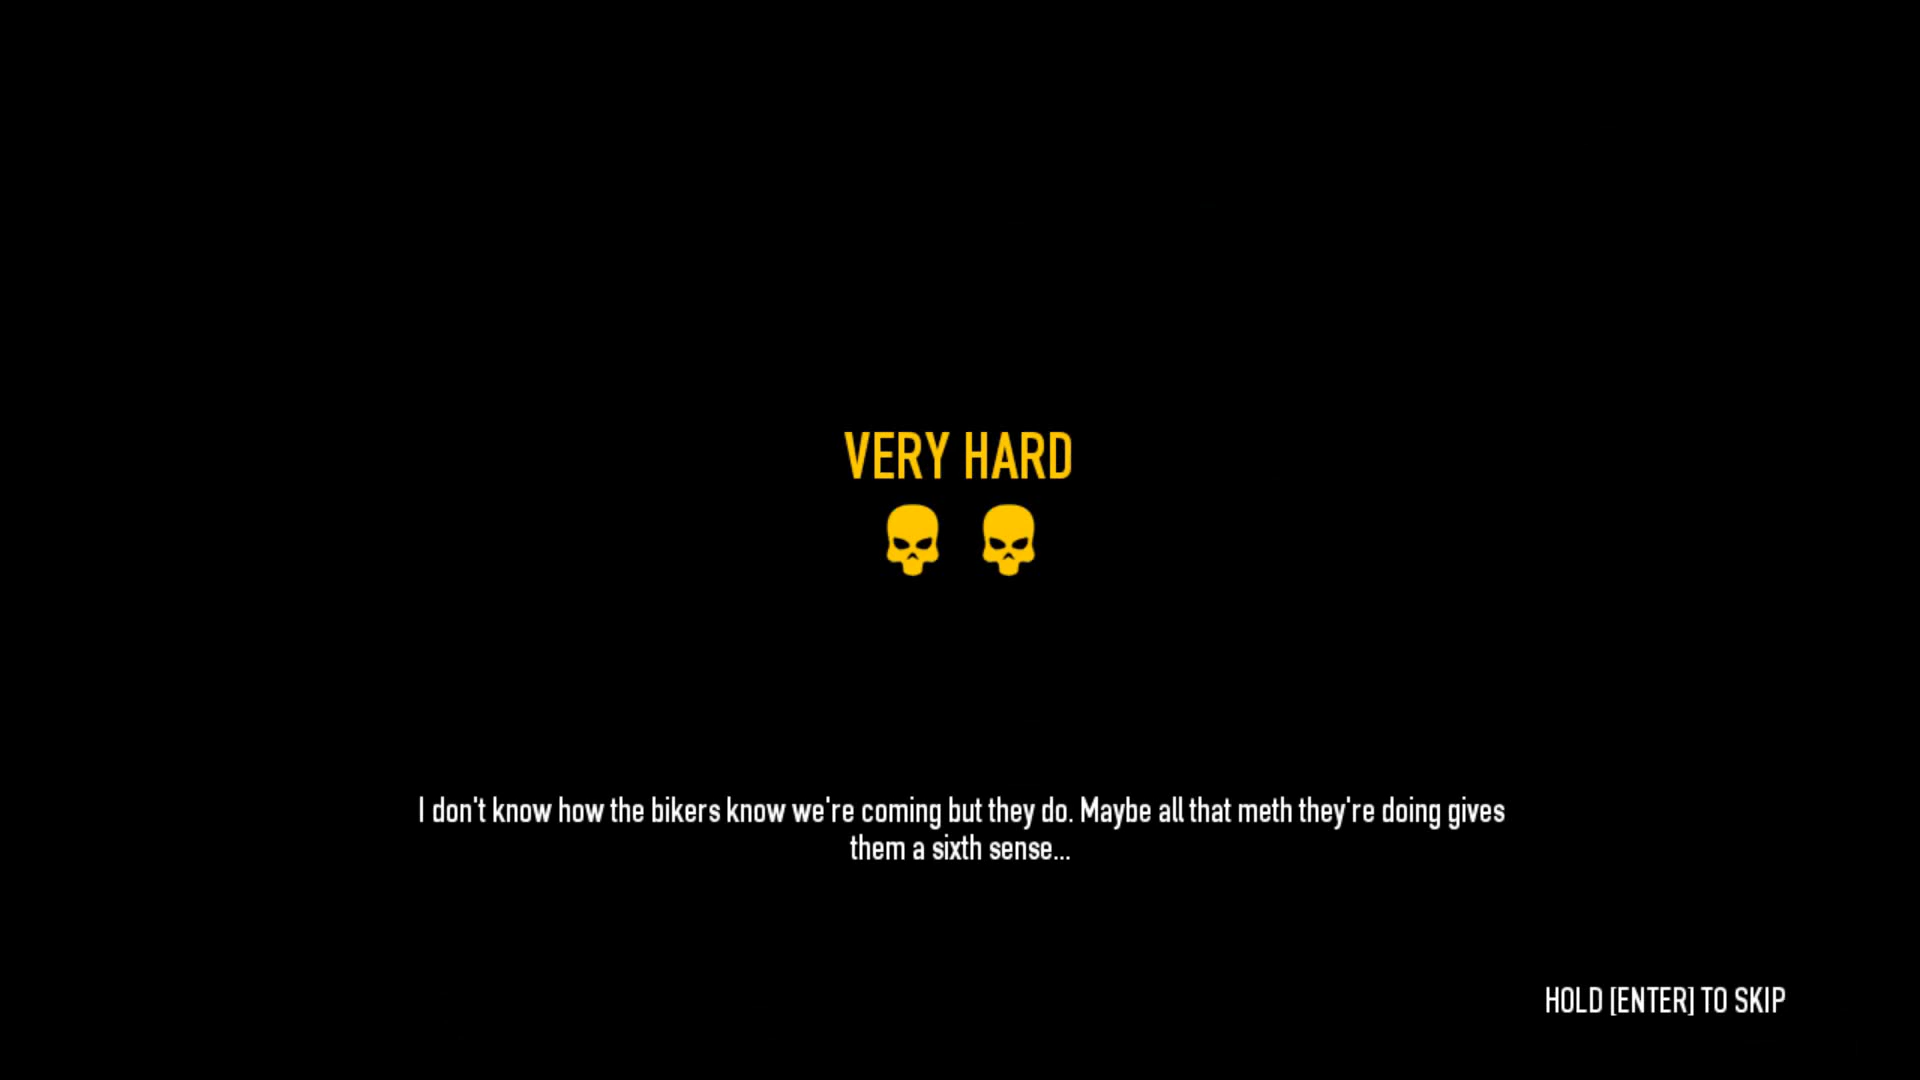 VERY HARD
I don't know how the bikers know we're coming but they do. Maybe all that meth they're doing gives
them a sixth sense...
HOLD [ENTER] TO SKIP